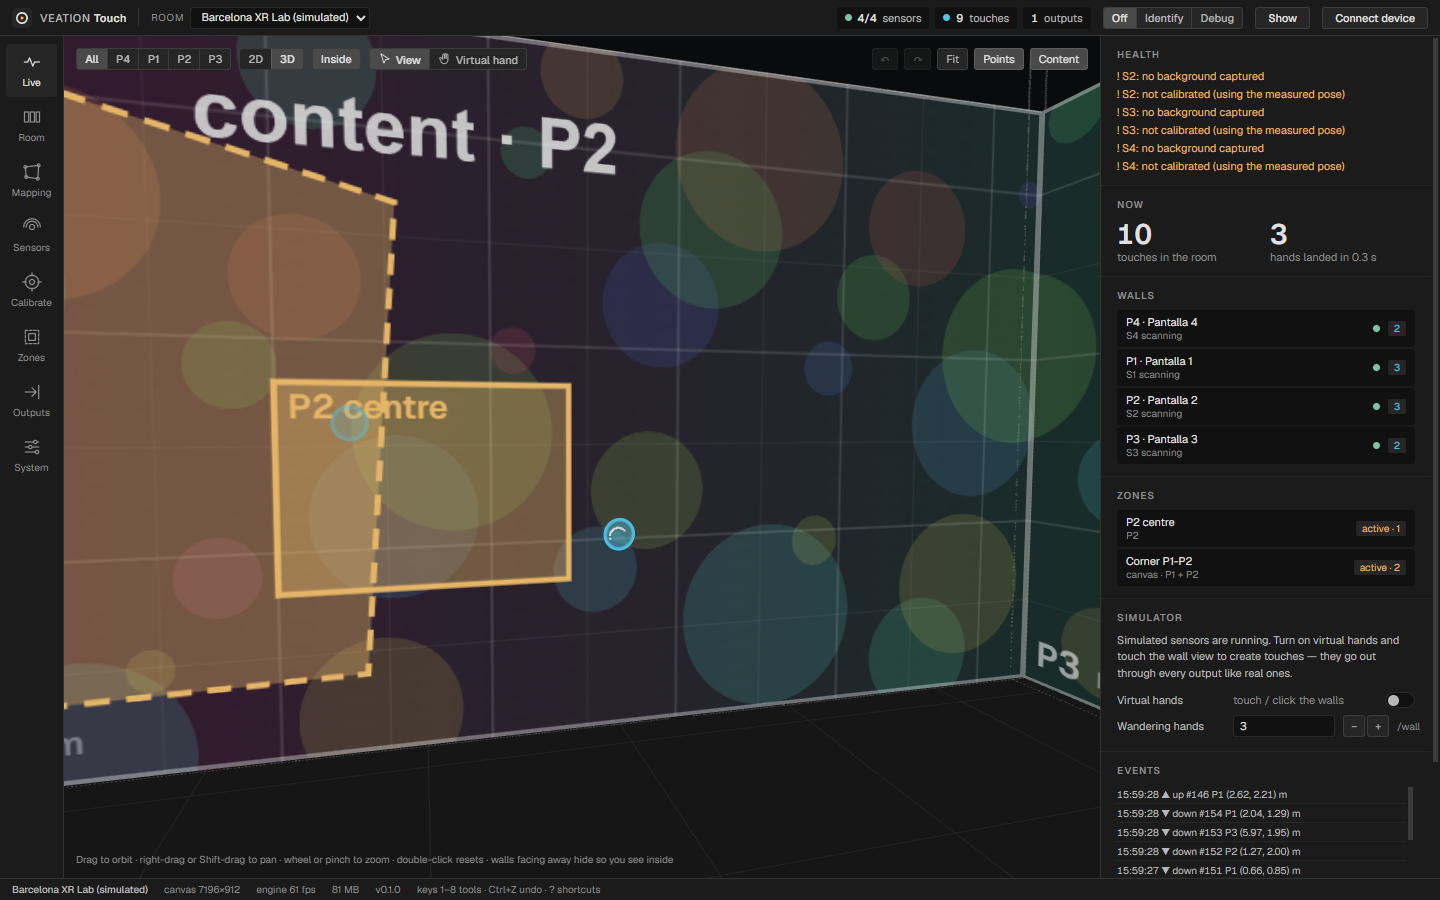 VEATION Touch
ROOM
Barcelona XR Lab (simulated)
4/4 sensors
9 touches
1 outputs
Off
Identify
Debug
Show
Connect device
Live
Room
Mapping
Sensors
Calibrate
Zones
Outputs
System
All
P4
P1
P2
P3
2D
3D
Inside
View
Virtual hand
Fit
Points
Content
content · P2
P2 centre
P3
m
Drag to orbit · right-drag or Shift-drag to pan · wheel or pinch to zoom · double-click resets · walls facing away hide so you see inside
HEALTH
! S2: no background captured
! S2: not calibrated (using the measured pose)
! S3: no background captured
! S3: not calibrated (using the measured pose)
! S4: no background captured
! S4: not calibrated (using the measured pose)
NOW
10
touches in the room
3
hands landed in 0.3 s
WALLS
P4 · Pantalla 4
S4 scanning
2
P1 · Pantalla 1
S1 scanning
3
P2 · Pantalla 2
S2 scanning
3
P3 · Pantalla 3
S3 scanning
2
ZONES
P2 centre
P2
active · 1
Corner P1-P2
canvas · P1 + P2
active · 2
SIMULATOR
Simulated sensors are running. Turn on virtual hands and
touch the wall view to create touches — they go out
through every output like real ones.
Virtual hands
touch / click the walls
Wandering hands
3
− + /wall
EVENTS
15:59:28 ▲ up #146 P1 (2.62, 2.21) m
15:59:28 ▼ down #154 P1 (2.04, 1.29) m
15:59:28 ▼ down #153 P3 (5.97, 1.95) m
15:59:28 ▼ down #152 P2 (1.27, 2.00) m
15:59:27 ▼ down #151 P1 (0.66, 0.85) m
Barcelona XR Lab (simulated)
canvas 7196×912
engine 61 fps
81 MB
v0.1.0
keys 1–8 tools · Ctrl+Z undo · ? shortcuts